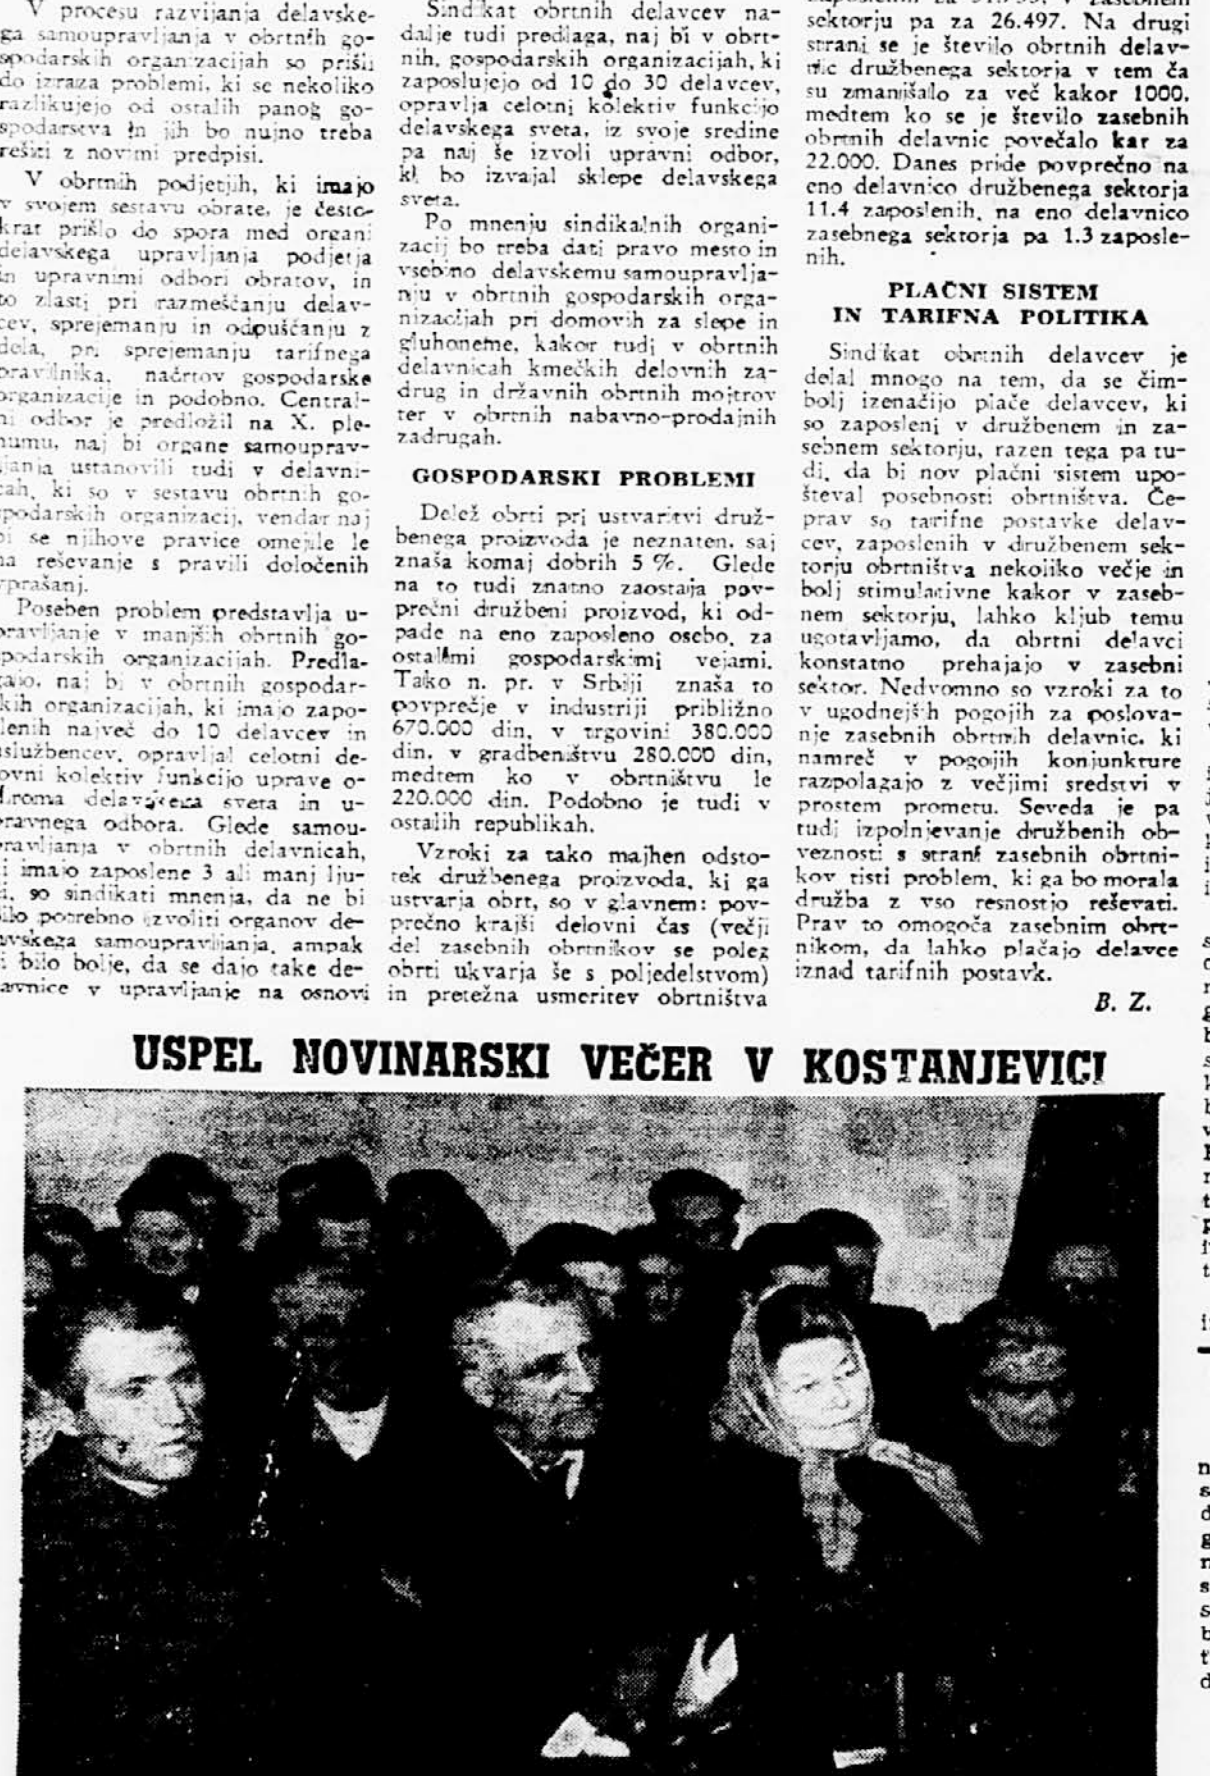 V procesu razvijanja delavske-
ga samoupravljanja v obrtnih go-
spodarskih organizacijah so prišli
do izraza problemi, ki se nekoliko
razlikujejo od ostalih panog go-
spodarstva in jih bo nujno treba
rešiti z novimi predpisi.
V obrtnih podjetjih, ki imajo
v svojem sestavu obrate, je često-
krat prišlo do spora med organi
delavskega upravljanja podjetja
in upravnimi odbori obratov, in
to zlasti pri razmeščanju delav-
cev, sprejemanju in odpuščanju z
dela, pri sprejemanju tarifnega
pravilnika, načrtov gospodarske
organizacije in podobno. Central-
ni odbor je predložil na X. ple-
numu, naj bi organe samouprav-
ljanja ustanovili tudi v delavni-
cah, ki so v sestavu obrtnih go-
spodarskih organizacij, vendar naj
bi se njihove pravice omejile le
na reševanje s pravili določenih
vprašanj.
Poseben problem predstavlja u-
pravljanje v manjših obrtnih go-
spodarskih organizacijah. Predla-
gajo, naj bi v obrtnih gospodar-
skih organizacijah, ki imajo zapo-
slenih največ do 10 delavcev in
uslužbencev, opravljal celotni de-
lovni kolektiv funkcijo uprave o-
ziroma delavskega sveta in u-
pravnega odbora. Glede samou-
pravljanja v obrtnih delavnicah,
ki imajo zaposlene 3 ali manj lju-
di, so sindikati mnenja, da ne bi
bilo potrebno izvoliti organov de-
lavskega samoupravljanja, ampak
bi bilo bolje, da se dajo take de-
lavnice v upravljanje na osnovi
Sindikat obrtnih delavcev na-
dalje tudi predlaga, naj bi v obrt-
nih, gospodarskih organizacijah, ki
zaposlujejo od 10 do 30 delavcev,
opravlja celotni kolektiv funkcijo
delavskega sveta, iz svoje sredine
pa naj še izvoli upravni odbor,
ki bo izvajal sklepe delavskega
sveta.
Po mnenju sindikalnih organi-
zacij bo treba dati pravo mesto in
vsebino delavskemu samoupravlja-
nju v obrtnih gospodarskih orga-
nizacijah pri domovih za slepe in
gluhoneme, kakor tudi v obrtnih
delavnicah kmečkih delovnih za-
drug in državnih obrtnih mojtrov
ter v obrtnih nabavno-prodajnih
zadrugah.
GOSPODARSKI PROBLEMI
Delež obrti pri ustvaritvi druž-
benega proizvoda je neznaten, saj
znaša komaj dobrih 5 %. Glede
na to tudi znatno zaostaja pov-
prečni družbeni proizvod, ki od-
pade na eno zaposleno osebo, za
ostalimi gospodarskimi vejami.
Tako n. pr. v Srbiji znaša to
povprečje v industriji približno
670.000 din, v trgovini 380.000
din, v gradbeništvu 280.000 din,
medtem ko v obrtništvu le
220.000 din. Podobno je tudi v
ostalih republikah.
Vzroki za tako majhen odsto-
tek družbenega proizvoda, ki ga
ustvarja obrt, so v glavnem: pov-
prečno krajši delovni čas (večji
del zasebnih obrtnikov se poleg
obrti ukvarja še s poljedelstvom)
in pretežna usmeritev obrtništva
sektorju pa za 26.497. Na drugi
strani se je število obrtnih delav-
nic družbenega sektorja v tem ča
su zmanjšalo za več kakor 1000,
medtem ko se je število zasebnih
obrtnih delavnic povečalo kar za
22.000. Danes pride povprečno na
eno delavnico družbenega sektorja
11.4 zaposlenih, na eno delavnico
zasebnega sektorja pa 1.3 zaposle-
nih.
PLAČNI SISTEM
IN TARIFNA POLITIKA
Sindikat obrtnih delavcev je
delal mnogo na tem, da se čim-
bolj izenačijo plače delavcev, ki
so zaposleni v družbenem in za-
sebnem sektorju, razen tega pa tu-
di, da bi nov plačni sistem upo-
števal posebnosti obrtništva. Če-
prav so tarifne postavke delav-
cev, zaposlenih v družbenem sek-
torju obrtništva nekoliko večje in
bolj stimulativne kakor v zaseb-
nem sektorju, lahko kljub temu
ugotavljamo, da obrtni delavci
konstatno prehajajo v zasebni
sektor. Nedvomno so vzroki za to
v ugodnejših pogojih za poslova-
nje zasebnih obrtnih delavnic, ki
namreč v pogojih konjunkture
razpolagajo z večjimi sredstvi v
prostem prometu. Seveda je pa
tudi izpolnjevanje družbenih ob-
veznosti s strani zasebnih obrtni-
kov tisti problem, ki ga bo morala
družba z vso resnostjo reševati.
Prav to omogoča zasebnim obrt-
nikom, da lahko plačajo delavce
iznad tarifnih postavk.
B. Z.
USPEL NOVINARSKI VEČER V KOSTANJEVICI